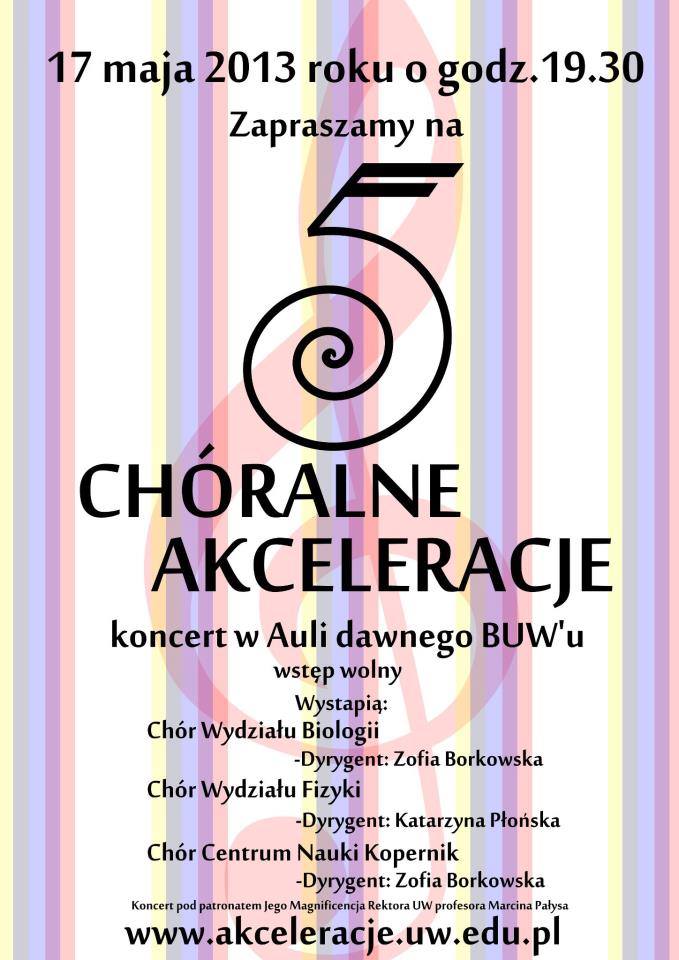 17 maja 2013 roku o godz.19.30
Zapraszamy na
5
CHÓRALNE
AKCELERACJE
koncert w Auli dawnego BUW'u
wstęp wolny
Wystapią:
Chór Wydziału Biologii
-Dyrygent: Zofia Borkowska
Chór Wydziału Fizyki
-Dyrygent: Katarzyna Płońska
Chór Centrum Nauki Kopernik
-Dyrygent: Zofia Borkowska
Koncert pod patronatem Jego Magnificencja Rektora UW profesora Marcina Pałysa
www.akceleracje.uw.edu.pl